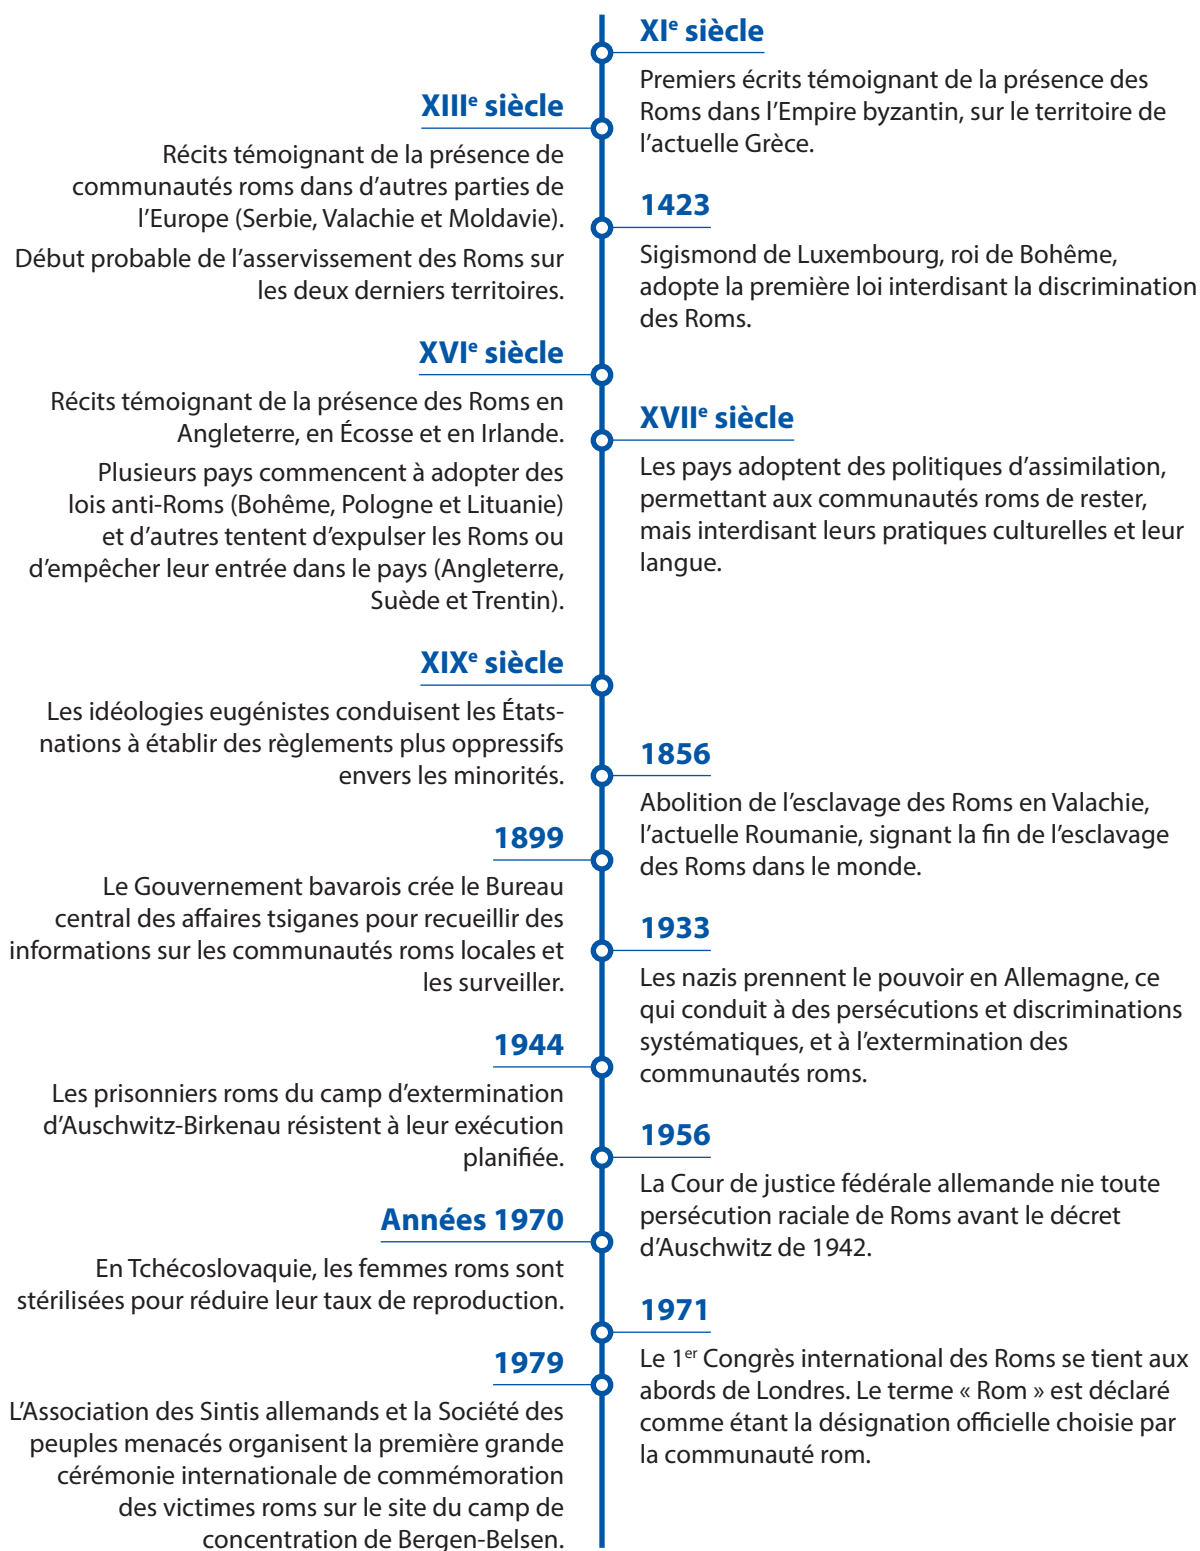 XIe siècle
Premiers écrits témoignant de la présence des
Roms dans l’Empire byzantin, sur le territoire de
l’actuelle Grèce.
XIIIe siècle
Récits témoignant de la présence de
communautés roms dans d’autres parties de
l’Europe (Serbie, Valachie et Moldavie).
Début probable de l’asservissement des Roms sur
les deux derniers territoires.
1423
Sigismond de Luxembourg, roi de Bohême,
adopte la première loi interdisant la discrimination
des Roms.
XVIe siècle
Récits témoignant de la présence des Roms en
Angleterre, en Écosse et en Irlande.
Plusieurs pays commencent à adopter des
lois anti-Roms (Bohême, Pologne et Lituanie)
et d’autres tentent d’expulser les Roms ou
d’empêcher leur entrée dans le pays (Angleterre,
Suède et Trentin).
XVIIe siècle
Les pays adoptent des politiques d’assimilation,
permettant aux communautés roms de rester,
mais interdisant leurs pratiques culturelles et leur
langue.
XIXe siècle
Les idéologies eugénistes conduisent les États-
nations à établir des règlements plus oppressifs
envers les minorités.
1856
Abolition de l’esclavage des Roms en Valachie,
l’actuelle Roumanie, signant la fin de l’esclavage
des Roms dans le monde.
1899
Le Gouvernement bavarois crée le Bureau
central des affaires tsiganes pour recueillir des
informations sur les communautés roms locales et
les surveiller.
1933
Les nazis prennent le pouvoir en Allemagne, ce
qui conduit à des persécutions et discriminations
systématiques, et à l’extermination des
communautés roms.
1944
Les prisonniers roms du camp d’extermination
d’Auschwitz-Birkenau résistent à leur exécution
planifiée.
1956
La Cour de justice fédérale allemande nie toute
persécution raciale de Roms avant le décret
d’Auschwitz de 1942.
Années 1970
En Tchécoslovaquie, les femmes roms sont
stérilisées pour réduire leur taux de reproduction.
1971
Le 1er Congrès international des Roms se tient aux
abords de Londres. Le terme « Rom » est déclaré
comme étant la désignation officielle choisie par
la communauté rom.
1979
L’Association des Sintis allemands et la Société des
peuples menacés organisent la première grande
cérémonie internationale de commémoration
des victimes roms sur le site du camp de
concentration de Bergen-Belsen.